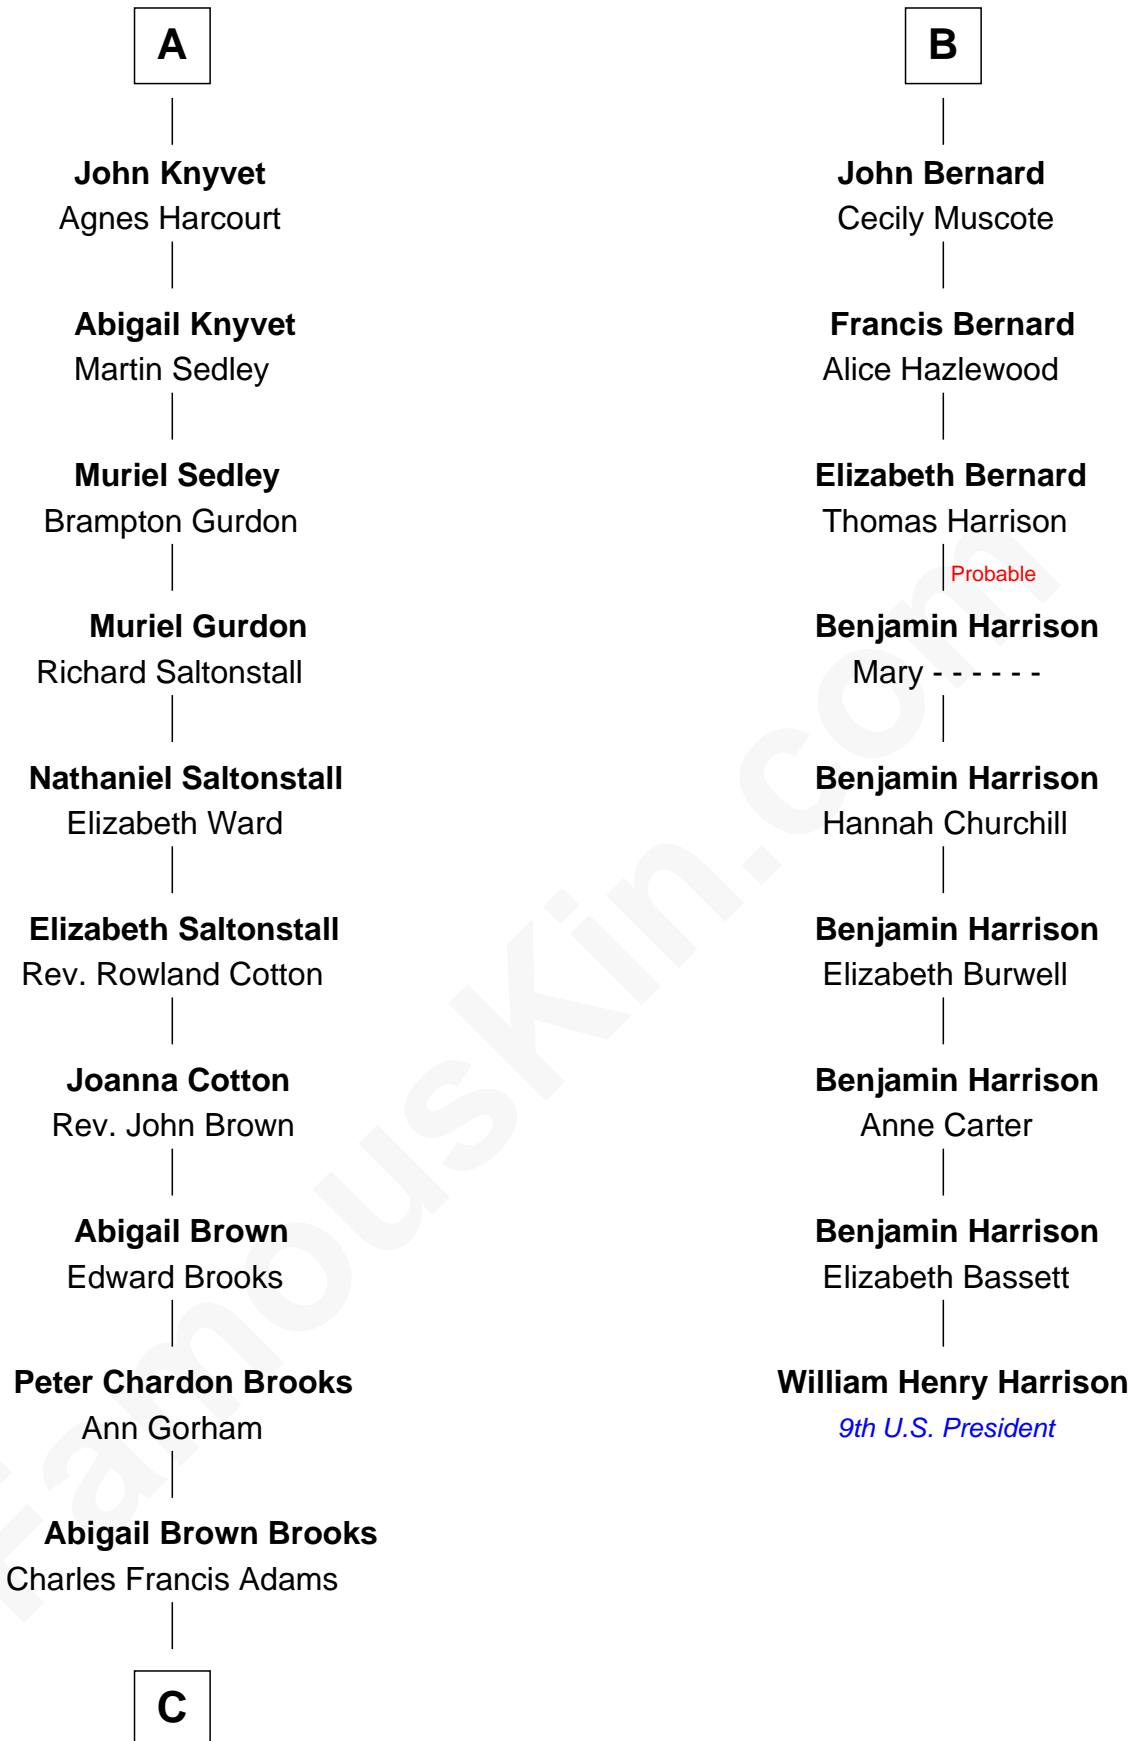 A
John Knyvet
Agnes Harcourt
Abigail Knyvet
Martin Sedley
Muriel Sedley
Brampton Gurdon
Muriel Gurdon
Richard Saltonstall
Nathaniel Saltonstall
Elizabeth Ward
Elizabeth Saltonstall
Rev. Rowland Cotton
Joanna Cotton
Rev. John Brown
Abigail Brown
Edward Brooks
Peter Chardon Brooks
Ann Gorham
Abigail Brown Brooks
Charles Francis Adams
C
B
John Bernard
Cecily Muscote
Francis Bernard
Alice Hazlewood
Elizabeth Bernard
Thomas Harrison
Probable
Benjamin Harrison
Mary - - - - - -
Benjamin Harrison
Hannah Churchill
Benjamin Harrison
Elizabeth Burwell
Benjamin Harrison
Anne Carter
Benjamin Harrison
Elizabeth Bassett
William Henry Harrison
9th U.S. President
FamousKin.com